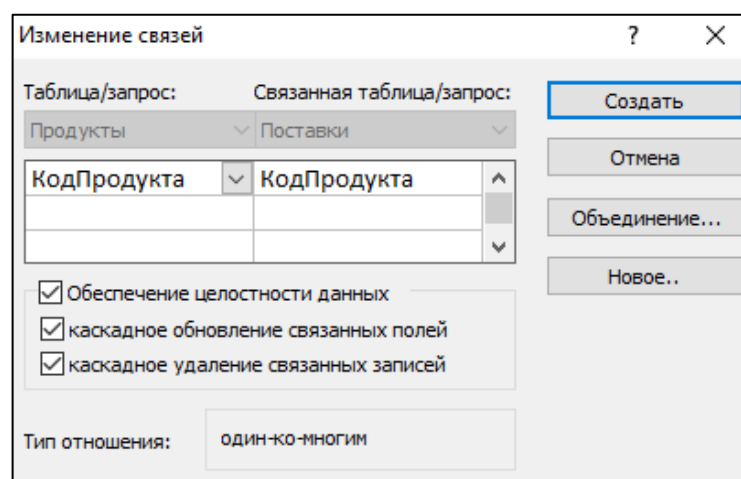 Изменение связей ?
Таблица/запрос: Связанная таблица/запрос:
Продукты Поставки
КодПродукта КодПродукта
Обеспечение целостности данных
каскадное обновление связанных полей
каскадное удаление связанных записей
Тип отношения: один-ко-многим
Создать
Отмена
Объединение...
Новое..